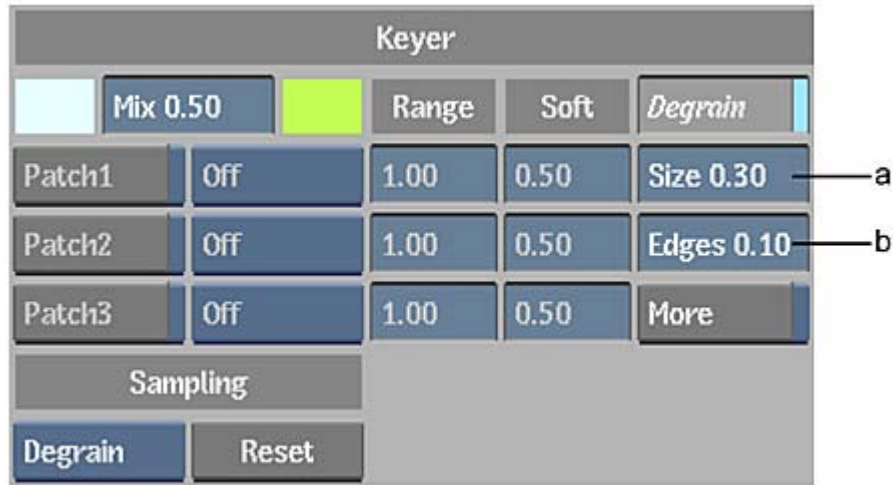 Keyer
Mix 0.50 Range Soft Degrain
Patch1 Off 1.00 0.50 Size 0.30 a
Patch2 Off 1.00 0.50 Edges 0.10 b
Patch3 Off 1.00 0.50 More
Sampling
Degrain Reset